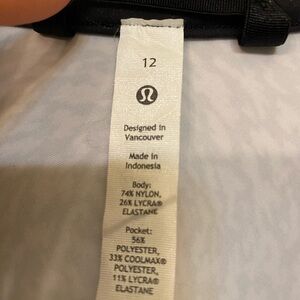 12
Designed in
Vancouver
Made in
Indonesia
Body:
74% NYLON,
26% LYCRA®
ELASTANE
Pocket:
56%
POLYESTER,
33% COOLMAX®
POLYESTER,
11% LYCRA®
ELASTANE